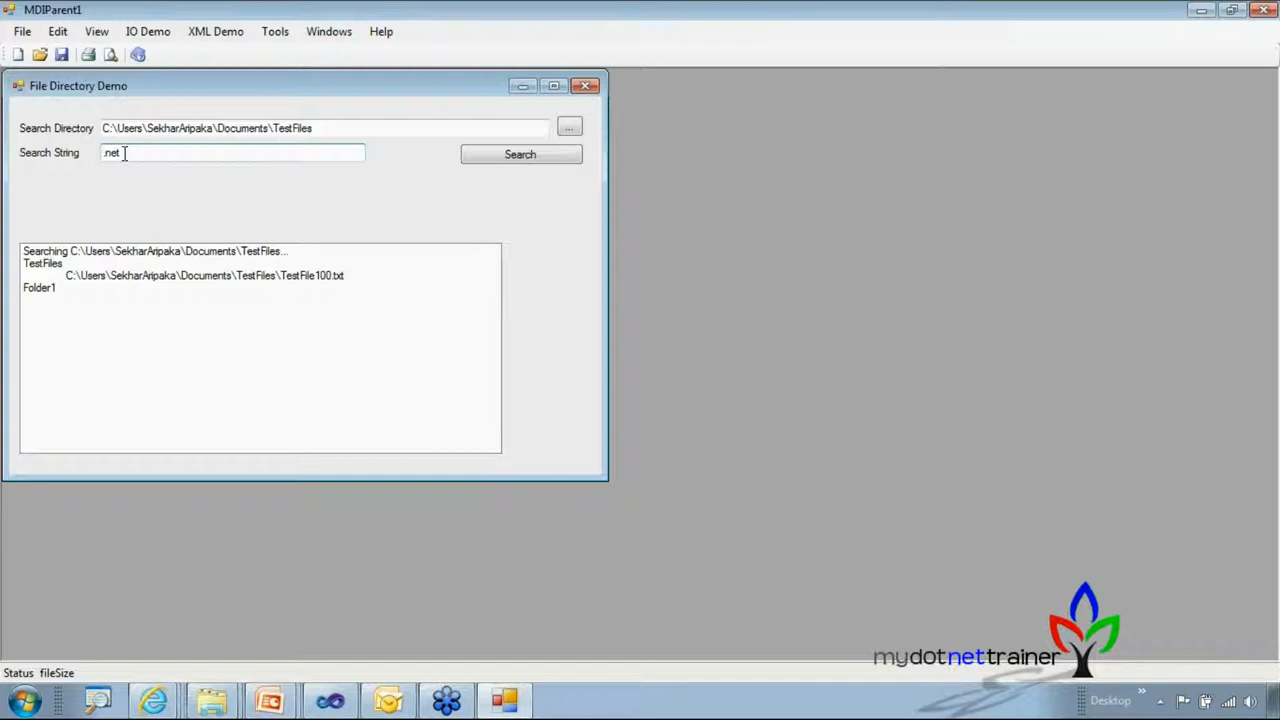 MDIParent1
File Edit View IO Demo XML Demo Tools Windows Help
File Directory Demo
Search Directory C:\Users\SekharAripaka\Documents\TestFiles ...
Search String .net Search
Searching C:\Users\SekharAripaka\Documents\TestFiles...
TestFiles
C:\Users\SekharAripaka\Documents\TestFiles\TestFile100.txt
Folder1
mydotnettrainer
Status fileSize
Desktop